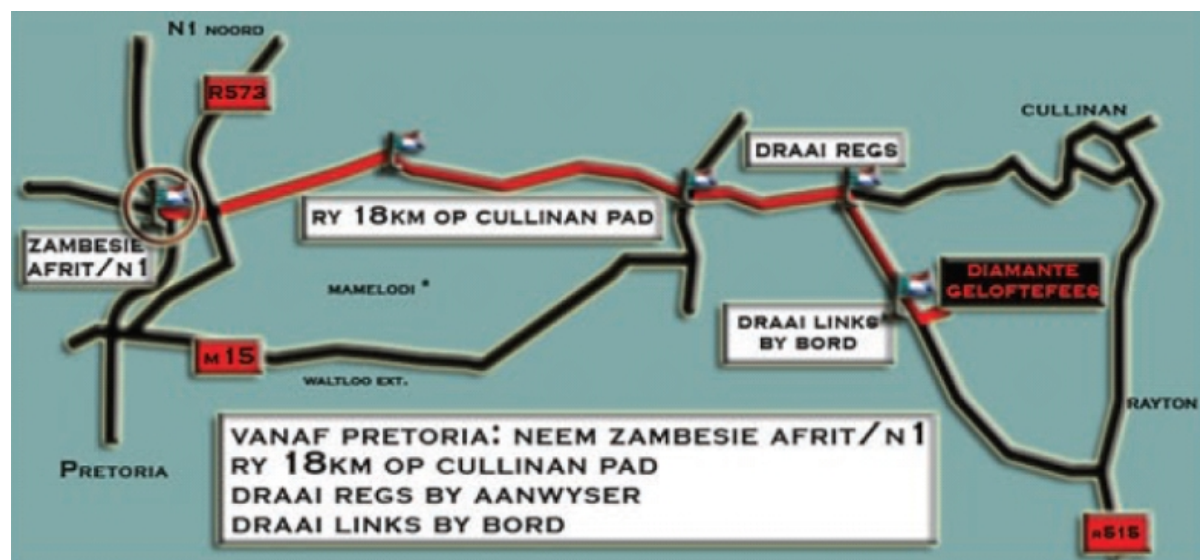 N1 NOORD
R573
CULLINAN
DRAAI REGS
RY 18KM OP CULLINAN PAD
ZAMBESIE
AFRIT/N1
MAMELODI *
DIAMANTE
GELOFTEFEES
DRAAI LINKS
BY BORD
M15
WALTLOO EXT.
RAYTON
VANAF PRETORIA: NEEM ZAMBESIE AFRIT/N1
RY 18KM OP CULLINAN PAD
DRAAI REGS BY AANWYSER
DRAAI LINKS BY BORD
PRETORIA
R515